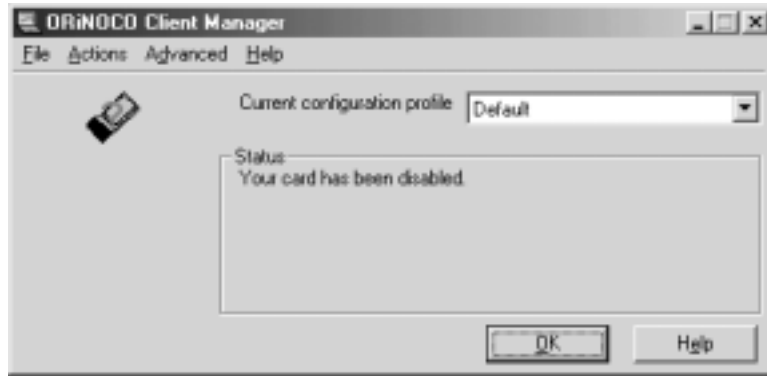 ORiNOCO Client Manager
File Actions Advanced Help
Current configuration profile Default
Status
Your card has been disabled.
OK Help